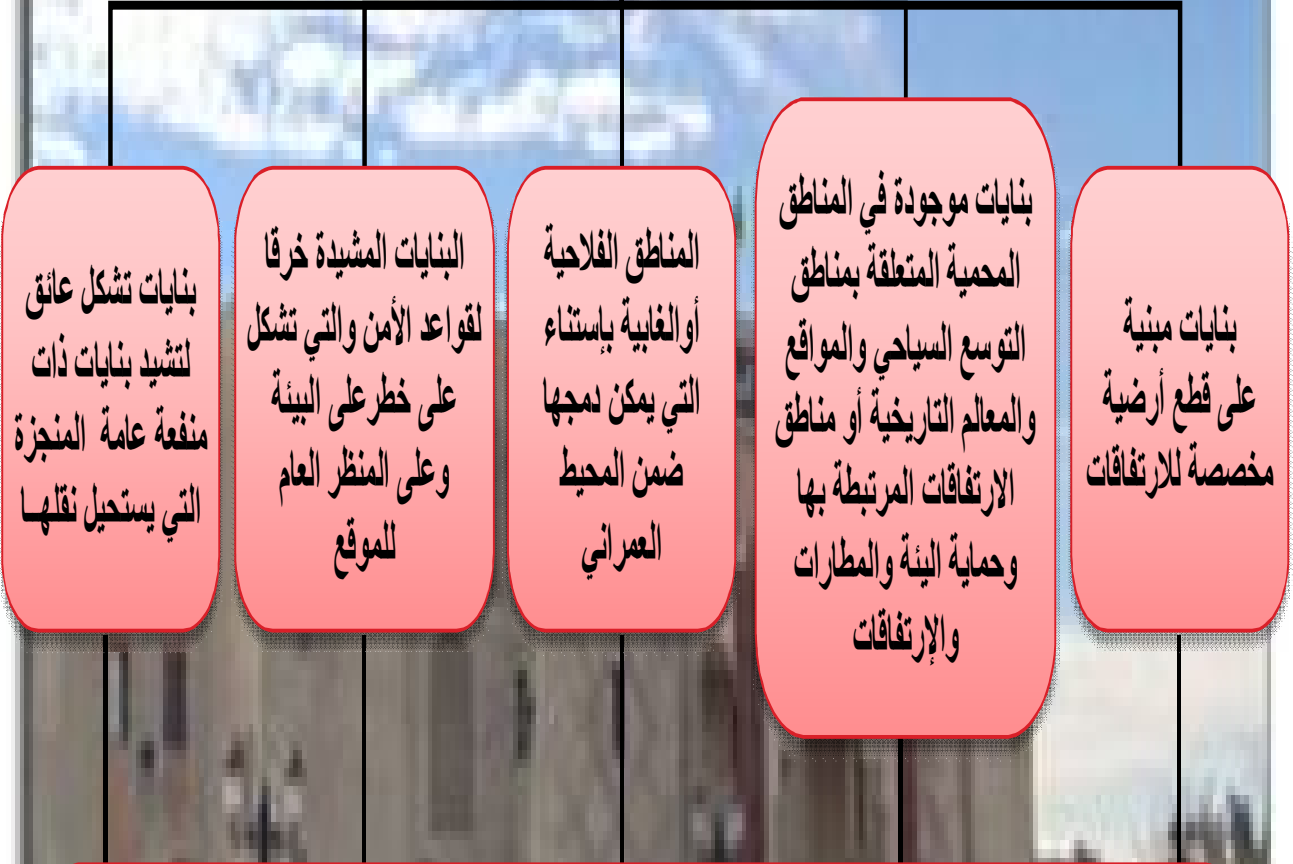 بنايات مبنية
على قطع أرضية
مخصصة للارتفاقات
بنايات موجودة في المناطق
المحمية المتعلقة بمناطق
التوسع السياحي والمواقع
والمعالم التاريخية أو مناطق
الارتفاقات المرتبطة بها
وحماية اليئة والمطارات
والإرتفاقات
المناطق الفلاحية
أوالغابية بإستناء
التي يمكن دمجها
ضمن المحيط
العمراني
البنايات المشيدة خرقا
لقواعد الأمن والتي تشكل
على خطرعلى البيئة
وعلى المنظر العام
للموقع
بنايات تشكل عائق
لتشيد بنايات ذات
منفعة عامة المنجزة
التي يستحيل نقلهـا